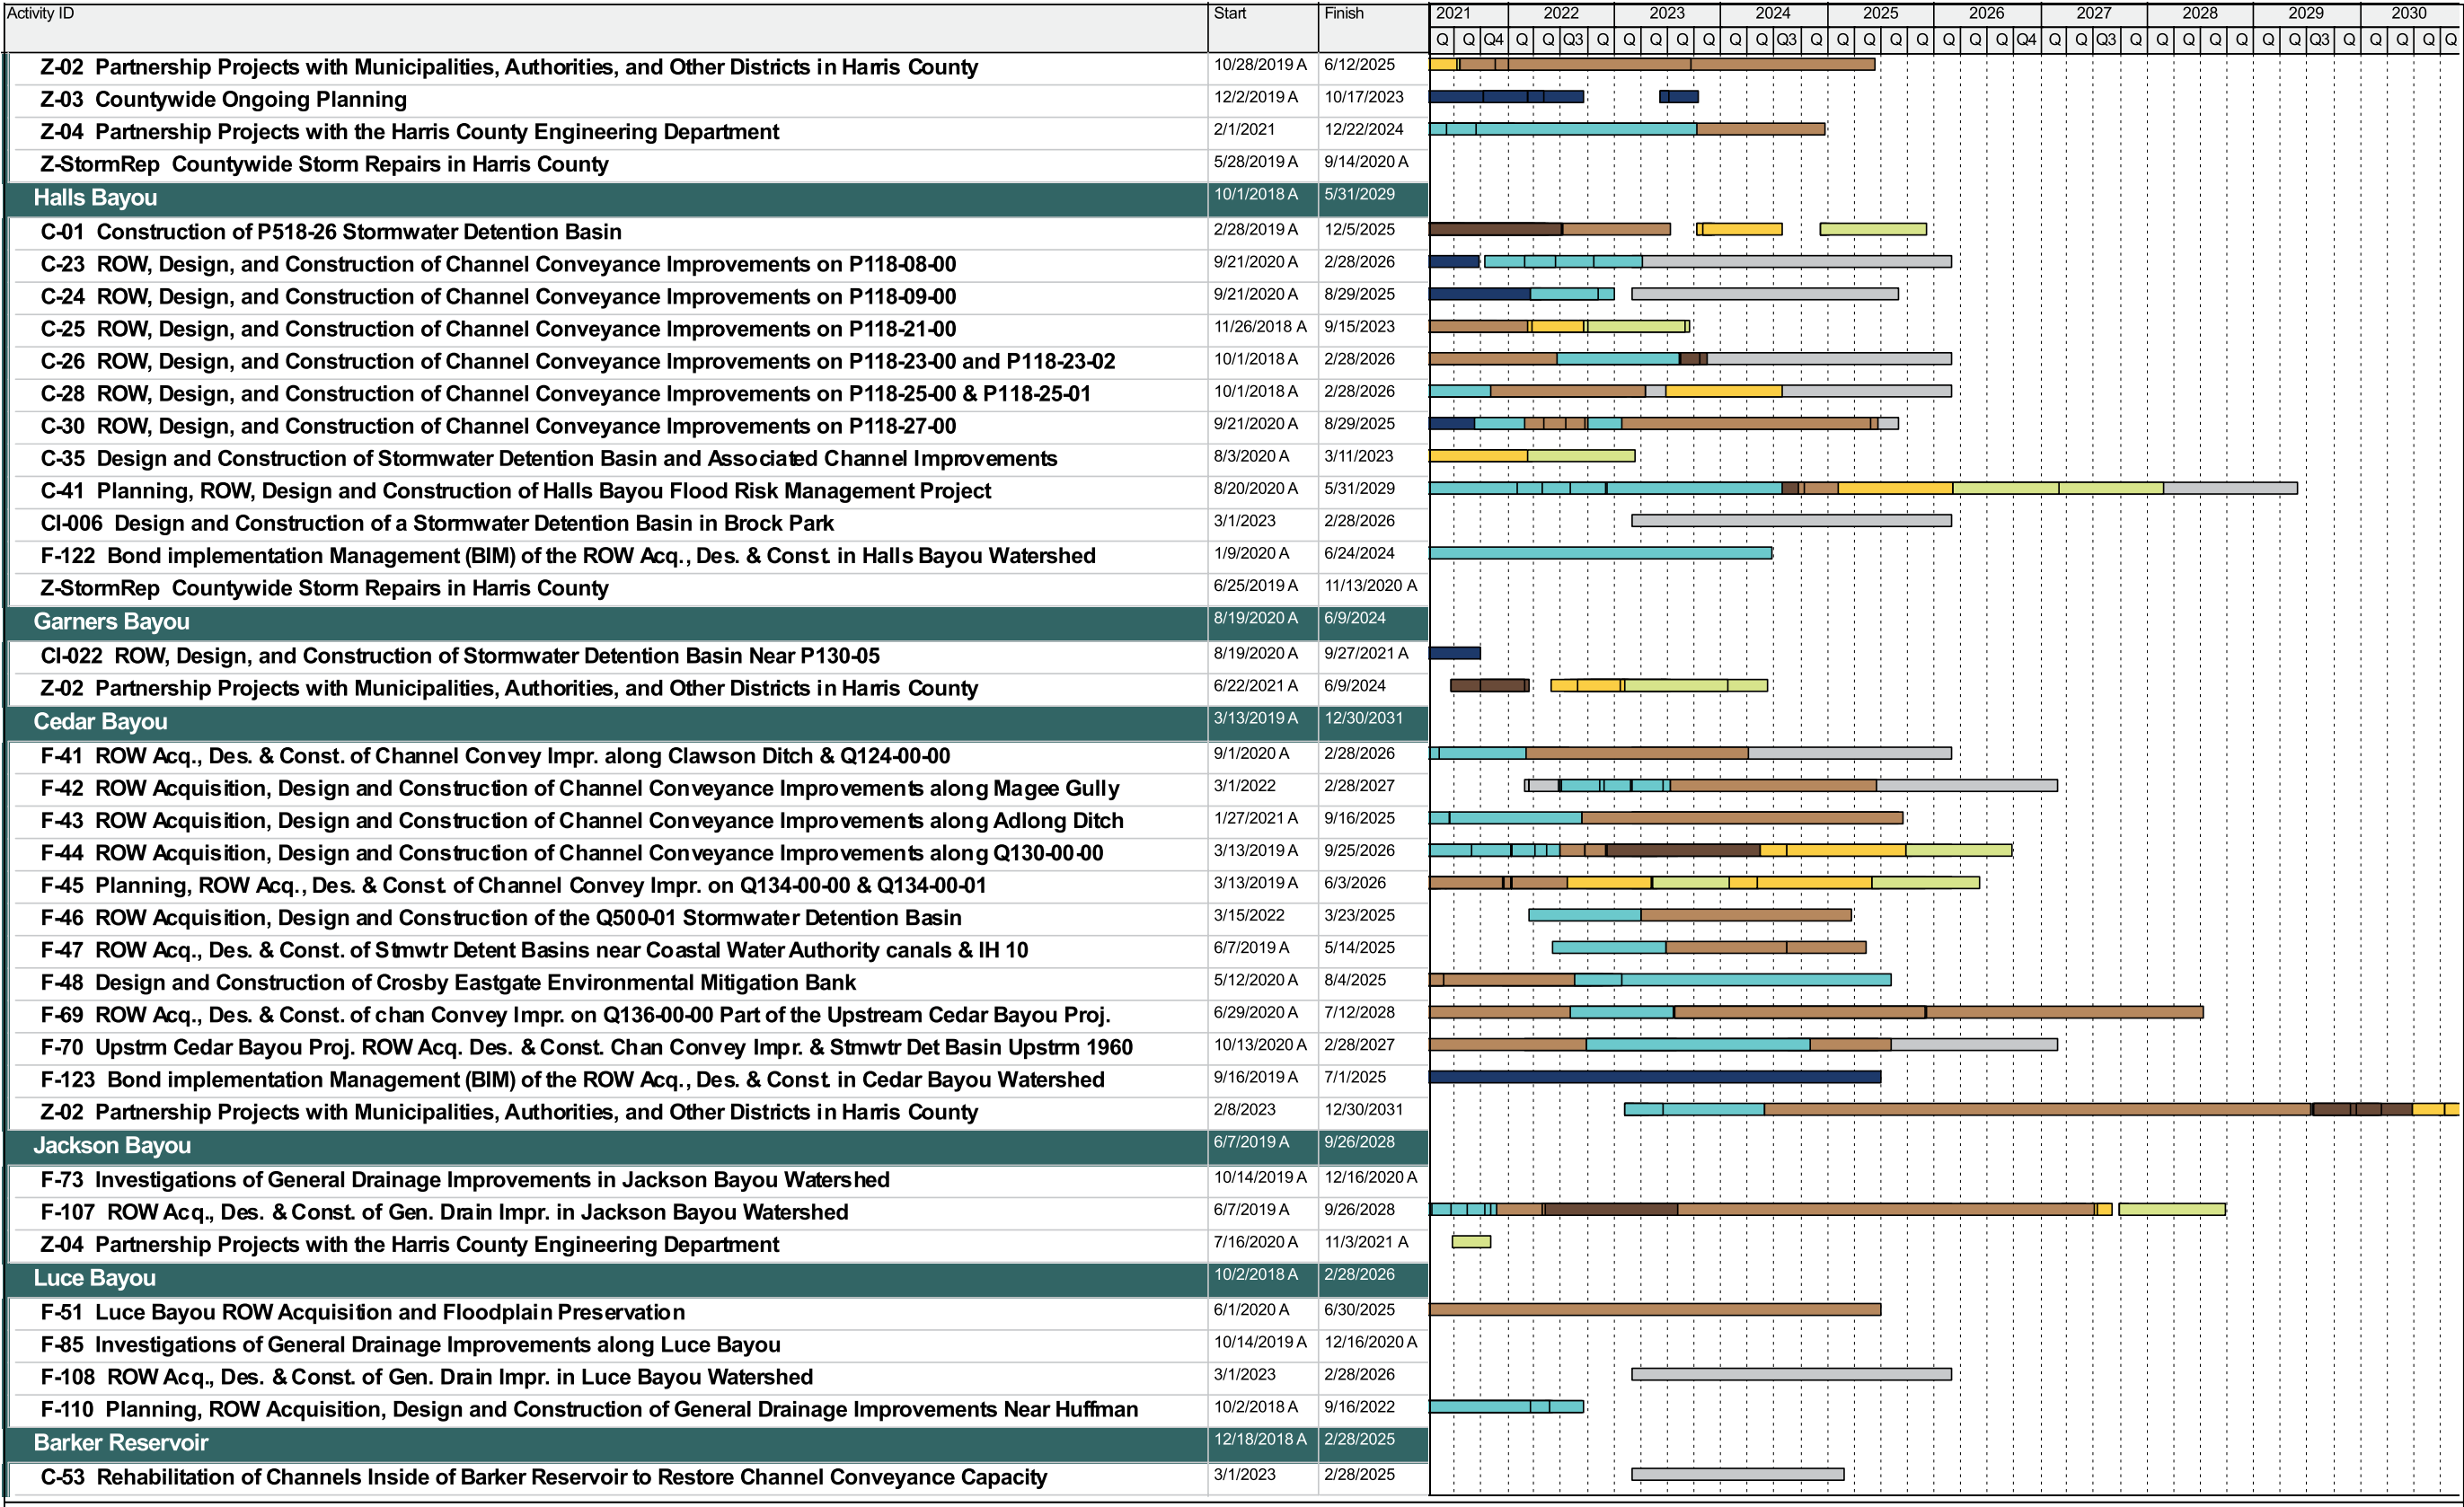 Activity ID Start Finish 2021 2022 2023 2024 2025 2026 2027 2028 2029 2030
Q Q Q4 Q Q Q3 Q Q Q Q Q Q Q3 Q Q Q Q Q Q Q Q Q Q4 Q Q Q3 Q Q Q Q Q Q Q Q3 Q Q Q Q Q
Z-02 Partnership Projects with Municipalities, Authorities, and Other Districts in Harris County 10/28/2019 A 6/12/2025
Z-03 Countywide Ongoing Planning 12/2/2019 A 10/17/2023
Z-04 Partnership Projects with the Harris County Engineering Department 2/1/2021 12/22/2024
Z-StormRep Countywide Storm Repairs in Harris County 5/28/2019 A 9/14/2020 A
Halls Bayou 10/1/2018 A 5/31/2029
C-01 Construction of P518-26 Stormwater Detention Basin 2/28/2019 A 12/5/2025
C-23 ROW, Design, and Construction of Channel Conveyance Improvements on P118-08-00 9/21/2020 A 2/28/2026
C-24 ROW, Design, and Construction of Channel Conveyance Improvements on P118-09-00 9/21/2020 A 8/29/2025
C-25 ROW, Design, and Construction of Channel Conveyance Improvements on P118-21-00 11/26/2018 A 9/15/2023
C-26 ROW, Design, and Construction of Channel Conveyance Improvements on P118-23-00 and P118-23-02 10/1/2018 A 2/28/2026
C-28 ROW, Design, and Construction of Channel Conveyance Improvements on P118-25-00 & P118-25-01 10/1/2018 A 2/28/2026
C-30 ROW, Design, and Construction of Channel Conveyance Improvements on P118-27-00 9/21/2020 A 8/29/2025
C-35 Design and Construction of Stormwater Detention Basin and Associated Channel Improvements 8/3/2020 A 3/11/2023
C-41 Planning, ROW, Design and Construction of Halls Bayou Flood Risk Management Project 8/20/2020 A 5/31/2029
CI-006 Design and Construction of a Stormwater Detention Basin in Brock Park 3/1/2023 2/28/2026
F-122 Bond implementation Management (BIM) of the ROW Acq., Des. & Const. in Halls Bayou Watershed 1/9/2020 A 6/24/2024
Z-StormRep Countywide Storm Repairs in Harris County 6/25/2019 A 11/13/2020 A
Garners Bayou 8/19/2020 A 6/9/2024
CI-022 ROW, Design, and Construction of Stormwater Detention Basin Near P130-05 8/19/2020 A 9/27/2021 A
Z-02 Partnership Projects with Municipalities, Authorities, and Other Districts in Harris County 6/22/2021 A 6/9/2024
Cedar Bayou 3/13/2019 A 12/30/2031
F-41 ROW Acq., Des. & Const. of Channel Convey Impr. along Clawson Ditch & Q124-00-00 9/1/2020 A 2/28/2026
F-42 ROW Acquisition, Design and Construction of Channel Conveyance Improvements along Magee Gully 3/1/2022 2/28/2027
F-43 ROW Acquisition, Design and Construction of Channel Conveyance Improvements along Adlong Ditch 1/27/2021 A 9/16/2025
F-44 ROW Acquisition, Design and Construction of Channel Conveyance Improvements along Q130-00-00 3/13/2019 A 9/25/2026
F-45 Planning, ROW Acq., Des. & Const. of Channel Convey Impr. on Q134-00-00 & Q134-00-01 3/13/2019 A 6/3/2026
F-46 ROW Acquisition, Design and Construction of the Q500-01 Stormwater Detention Basin 3/15/2022 3/23/2025
F-47 ROW Acq., Des. & Const. of Stmwtr Detent Basins near Coastal Water Authority canals & IH 10 6/7/2019 A 5/14/2025
F-48 Design and Construction of Crosby Eastgate Environmental Mitigation Bank 5/12/2020 A 8/4/2025
F-69 ROW Acq., Des. & Const. of chan Convey Impr. on Q136-00-00 Part of the Upstream Cedar Bayou Proj. 6/29/2020 A 7/12/2028
F-70 Upstrm Cedar Bayou Proj. ROW Acq. Des. & Const. Chan Convey Impr. & Stmwtr Det Basin Upstrm 1960 10/13/2020 A 2/28/2027
F-123 Bond implementation Management (BIM) of the ROW Acq., Des. & Const. in Cedar Bayou Watershed 9/16/2019 A 7/1/2025
Z-02 Partnership Projects with Municipalities, Authorities, and Other Districts in Harris County 2/8/2023 12/30/2031
Jackson Bayou 6/7/2019 A 9/26/2028
F-73 Investigations of General Drainage Improvements in Jackson Bayou Watershed 10/14/2019 A 12/16/2020 A
F-107 ROW Acq., Des. & Const. of Gen. Drain Impr. in Jackson Bayou Watershed 6/7/2019 A 9/26/2028
Z-04 Partnership Projects with the Harris County Engineering Department 7/16/2020 A 11/3/2021 A
Luce Bayou 10/2/2018 A 2/28/2026
F-51 Luce Bayou ROW Acquisition and Floodplain Preservation 6/1/2020 A 6/30/2025
F-85 Investigations of General Drainage Improvements along Luce Bayou 10/14/2019 A 12/16/2020 A
F-108 ROW Acq., Des. & Const. of Gen. Drain Impr. in Luce Bayou Watershed 3/1/2023 2/28/2026
F-110 Planning, ROW Acquisition, Design and Construction of General Drainage Improvements Near Huffman 10/2/2018 A 9/16/2022
Barker Reservoir 12/18/2018 A 2/28/2025
C-53 Rehabilitation of Channels Inside of Barker Reservoir to Restore Channel Conveyance Capacity 3/1/2023 2/28/2025